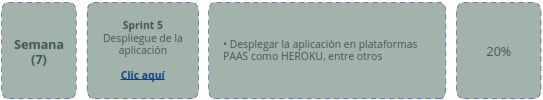 Semana
(7)
Sprint 5
Despliegue de la
aplicación
Clic aquí
• Desplegar la aplicación en plataformas
PAAS como HEROKU, entre otros
20%